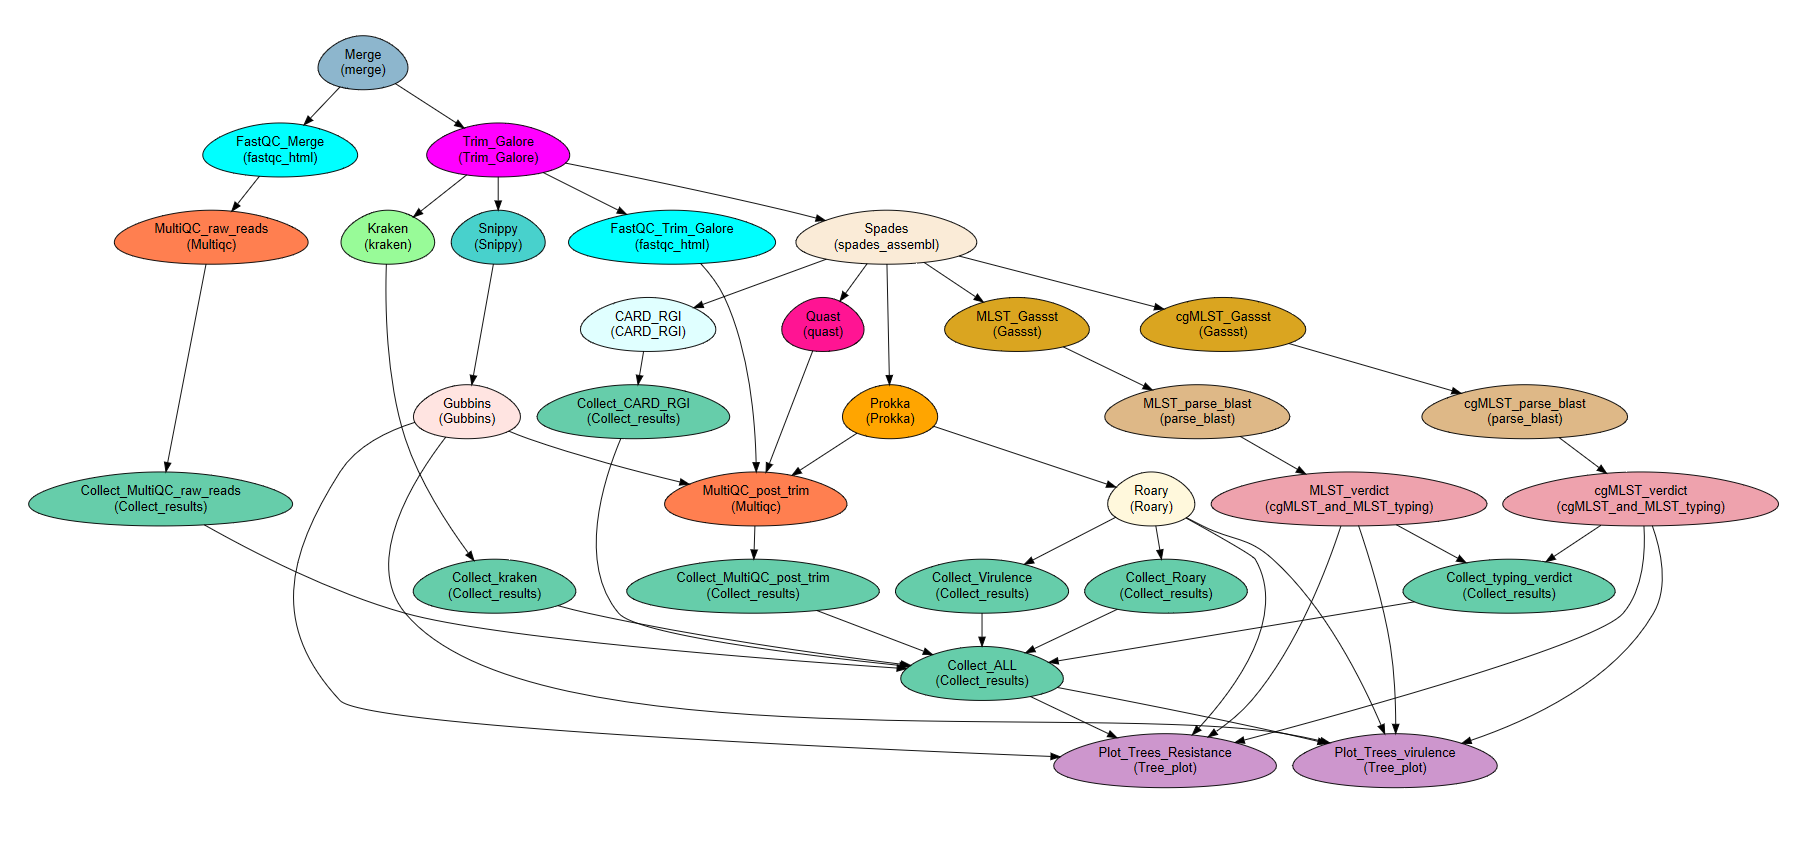 Merge
(merge)
FastQC_Merge
(fastqc_html)
Trim_Galore
(Trim_Galore)
MultiQC_raw_reads
(Multiqc)
Kraken
(kraken)
Snippy
(Snippy)
FastQC_Trim_Galore
(fastqc_html)
Spades
(spades_assembl)
CARD_RGI
(CARD_RGI)
Quast
(quast)
MLST_Gassst
(Gassst)
cgMLST_Gassst
(Gassst)
Gubbins
(Gubbins)
Collect_CARD_RGI
(Collect_results)
Prokka
(Prokka)
MLST_parse_blast
(parse_blast)
cgMLST_parse_blast
(parse_blast)
Collect_MultiQC_raw_reads
(Collect_results)
MultiQC_post_trim
(Multiqc)
Roary
(Roary)
MLST_verdict
(cgMLST_and_MLST_typing)
cgMLST_verdict
(cgMLST_and_MLST_typing)
Collect_kraken
(Collect_results)
Collect_MultiQC_post_trim
(Collect_results)
Collect_Virulence
(Collect_results)
Collect_Roary
(Collect_results)
Collect_typing_verdict
(Collect_results)
Collect_ALL
(Collect_results)
Plot_Trees_Resistance
(Tree_plot)
Plot_Trees_virulence
(Tree_plot)